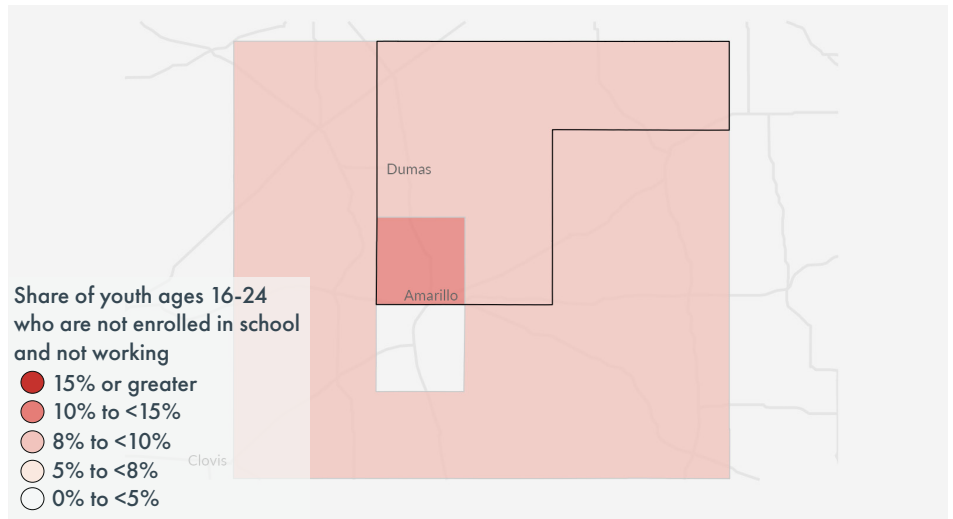 Dumas
Amarillo
Share of youth ages 16-24
who are not enrolled in school
and not working
15% or greater
10% to <15%
8% to <10%
5% to <8%
0% to <5%
Clovis